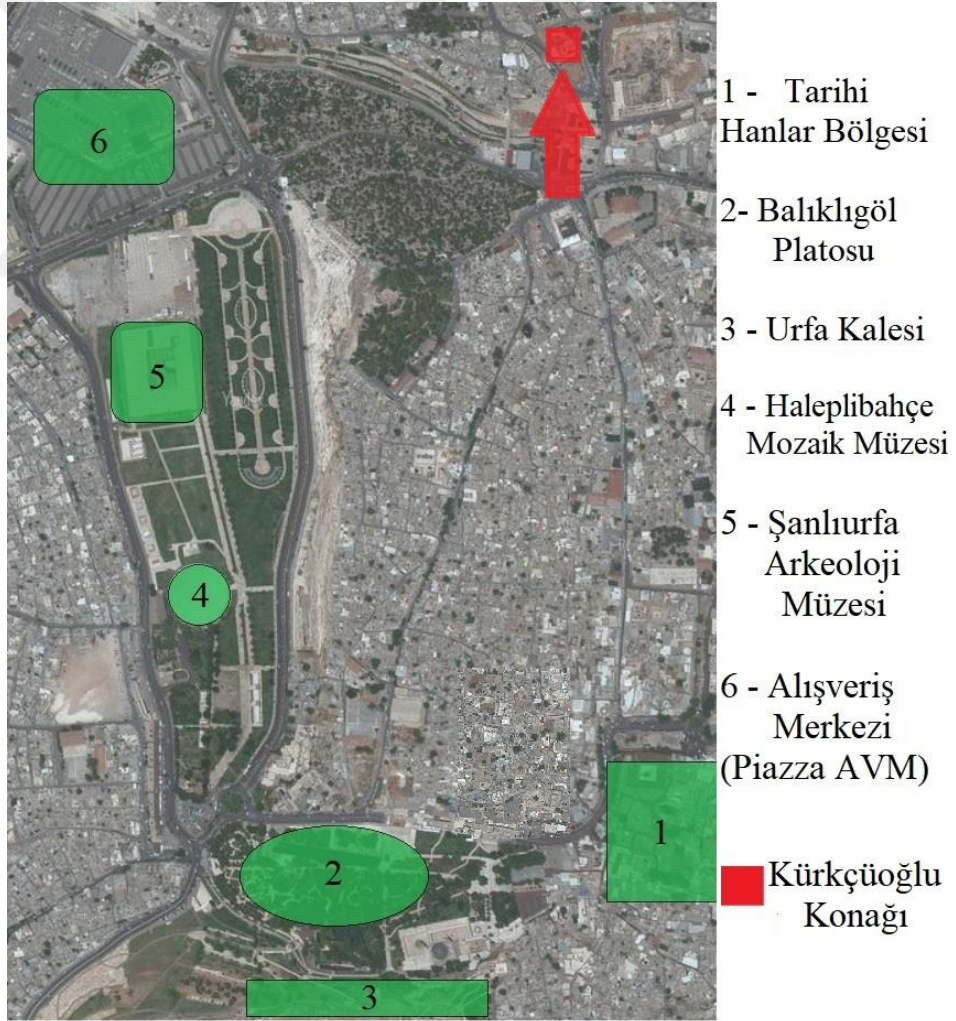 6
5
4
2
1
3
1 - Tarihi
Hanlar Bölgesi
2- Balıklıgöl
Platosu
3 - Urfa Kalesi
4 - Haleplibahçe
Mozaik Müzesi
5 - Şanlıurfa
Arkeoloji
Müzesi
6 - Alışveriş
Merkezi
(Piazza AVM)
Kürkçüoğlu
Konağı